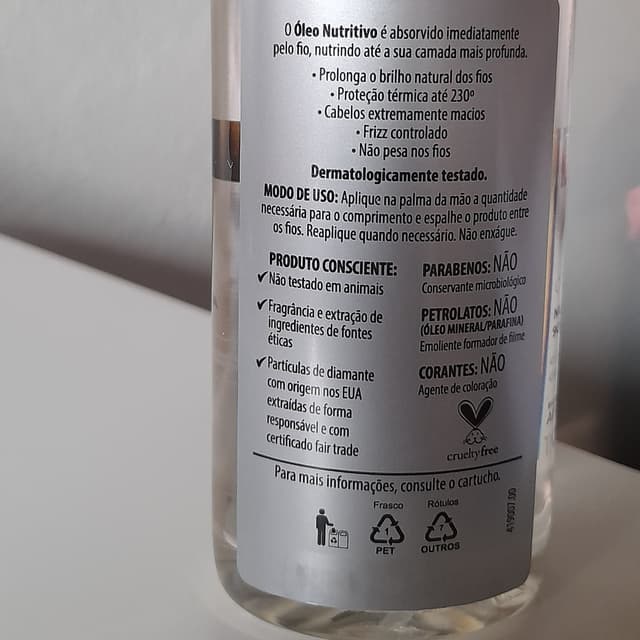 O Óleo Nutritivo é absorvido imediatamente
pelo fio, nutrindo até a sua camada mais profunda.
• Prolonga o brilho natural dos fios
• Proteção térmica até 230º
• Cabelos extremamente macios
• Frizz controlado
• Não pesa nos fios
Dermatologicamente testado.
MODO DE USO: Aplique na palma da mão a quantidade
necessária para o comprimento e espalhe o produto entre
os fios. Reaplique quando necessário. Não enxágue.
PRODUTO CONSCIENTE:
✓Não testado em animais
✓Fragrância e extração de
ingredientes de fontes
éticas
✓Partículas de diamante
com origem nos EUA
extraídas de forma
responsável e com
certificado fair trade
PARABENOS: NÃO
Conservante microbiológico
PETROLATOS: NÃO
(ÓLEO MINERAL/PARAFINA)
Emoliente formador de filme
CORANTES: NÃO
Agente de coloração
crueltyfree
Para mais informações, consulte o cartucho.
Frasco
1
PET
Rótulos
7
OUTROS